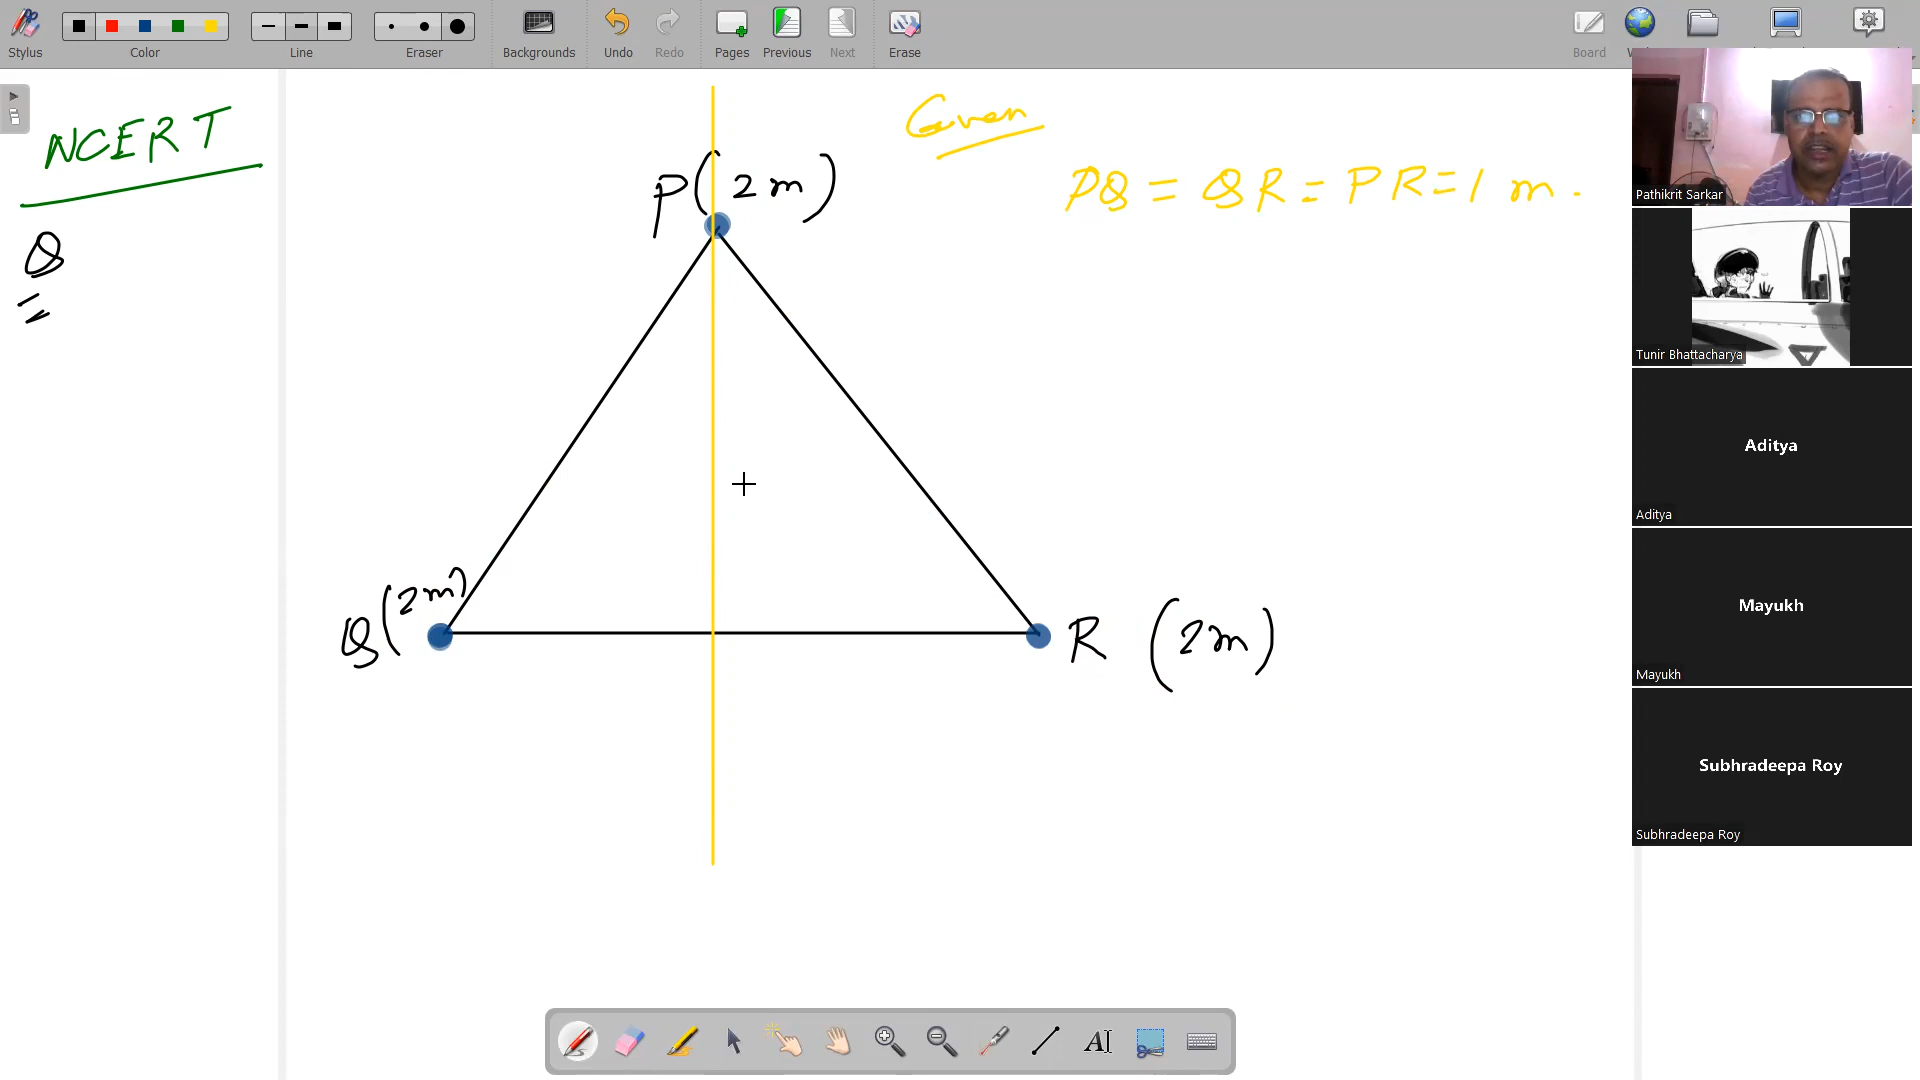 Stylus
Color
Line
Eraser
Backgrounds
Undo
Redo
Pages
Previous
Next
Erase
Board
NCERT
Q
Given
P(2m)
PQ = QR = PR = 1 m.
Q(2m)
R (2m)
Pathikrit Sarkar
Tunir Bhattacharya
Aditya
Aditya
Mayukh
Mayukh
Subhradeepa Roy
Subhradeepa Roy